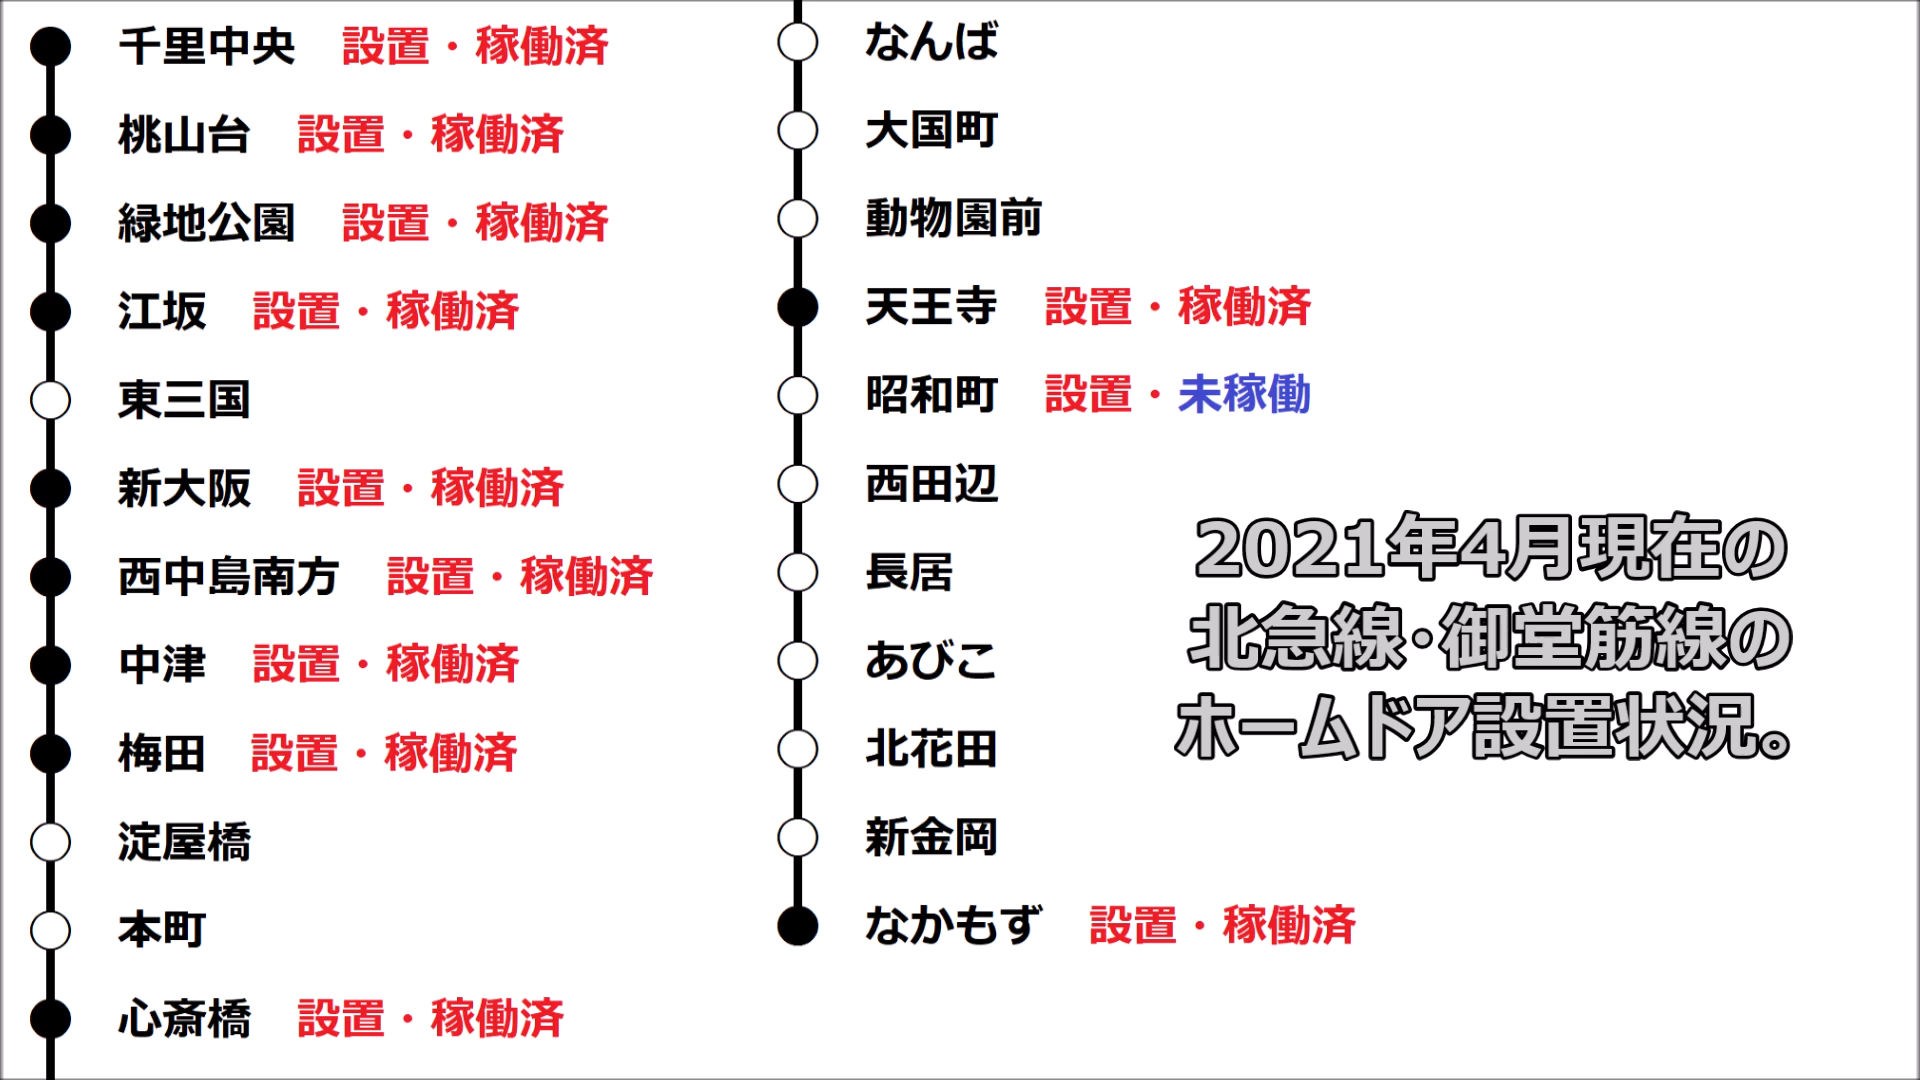 千里中央　設置・稼働済
桃山台　設置・稼働済
緑地公園　設置・稼働済
江坂　設置・稼働済
東三国
新大阪　設置・稼働済
西中島南方　設置・稼働済
中津　設置・稼働済
梅田　設置・稼働済
淀屋橋
本町
心斎橋　設置・稼働済
なんば
大国町
動物園前
天王寺　設置・稼働済
昭和町　設置・未稼働
西田辺
長居
あびこ
北花田
新金岡
なかもず　設置・稼働済
2021年4月現在の
北急線・御堂筋線の
ホームドア設置状況。